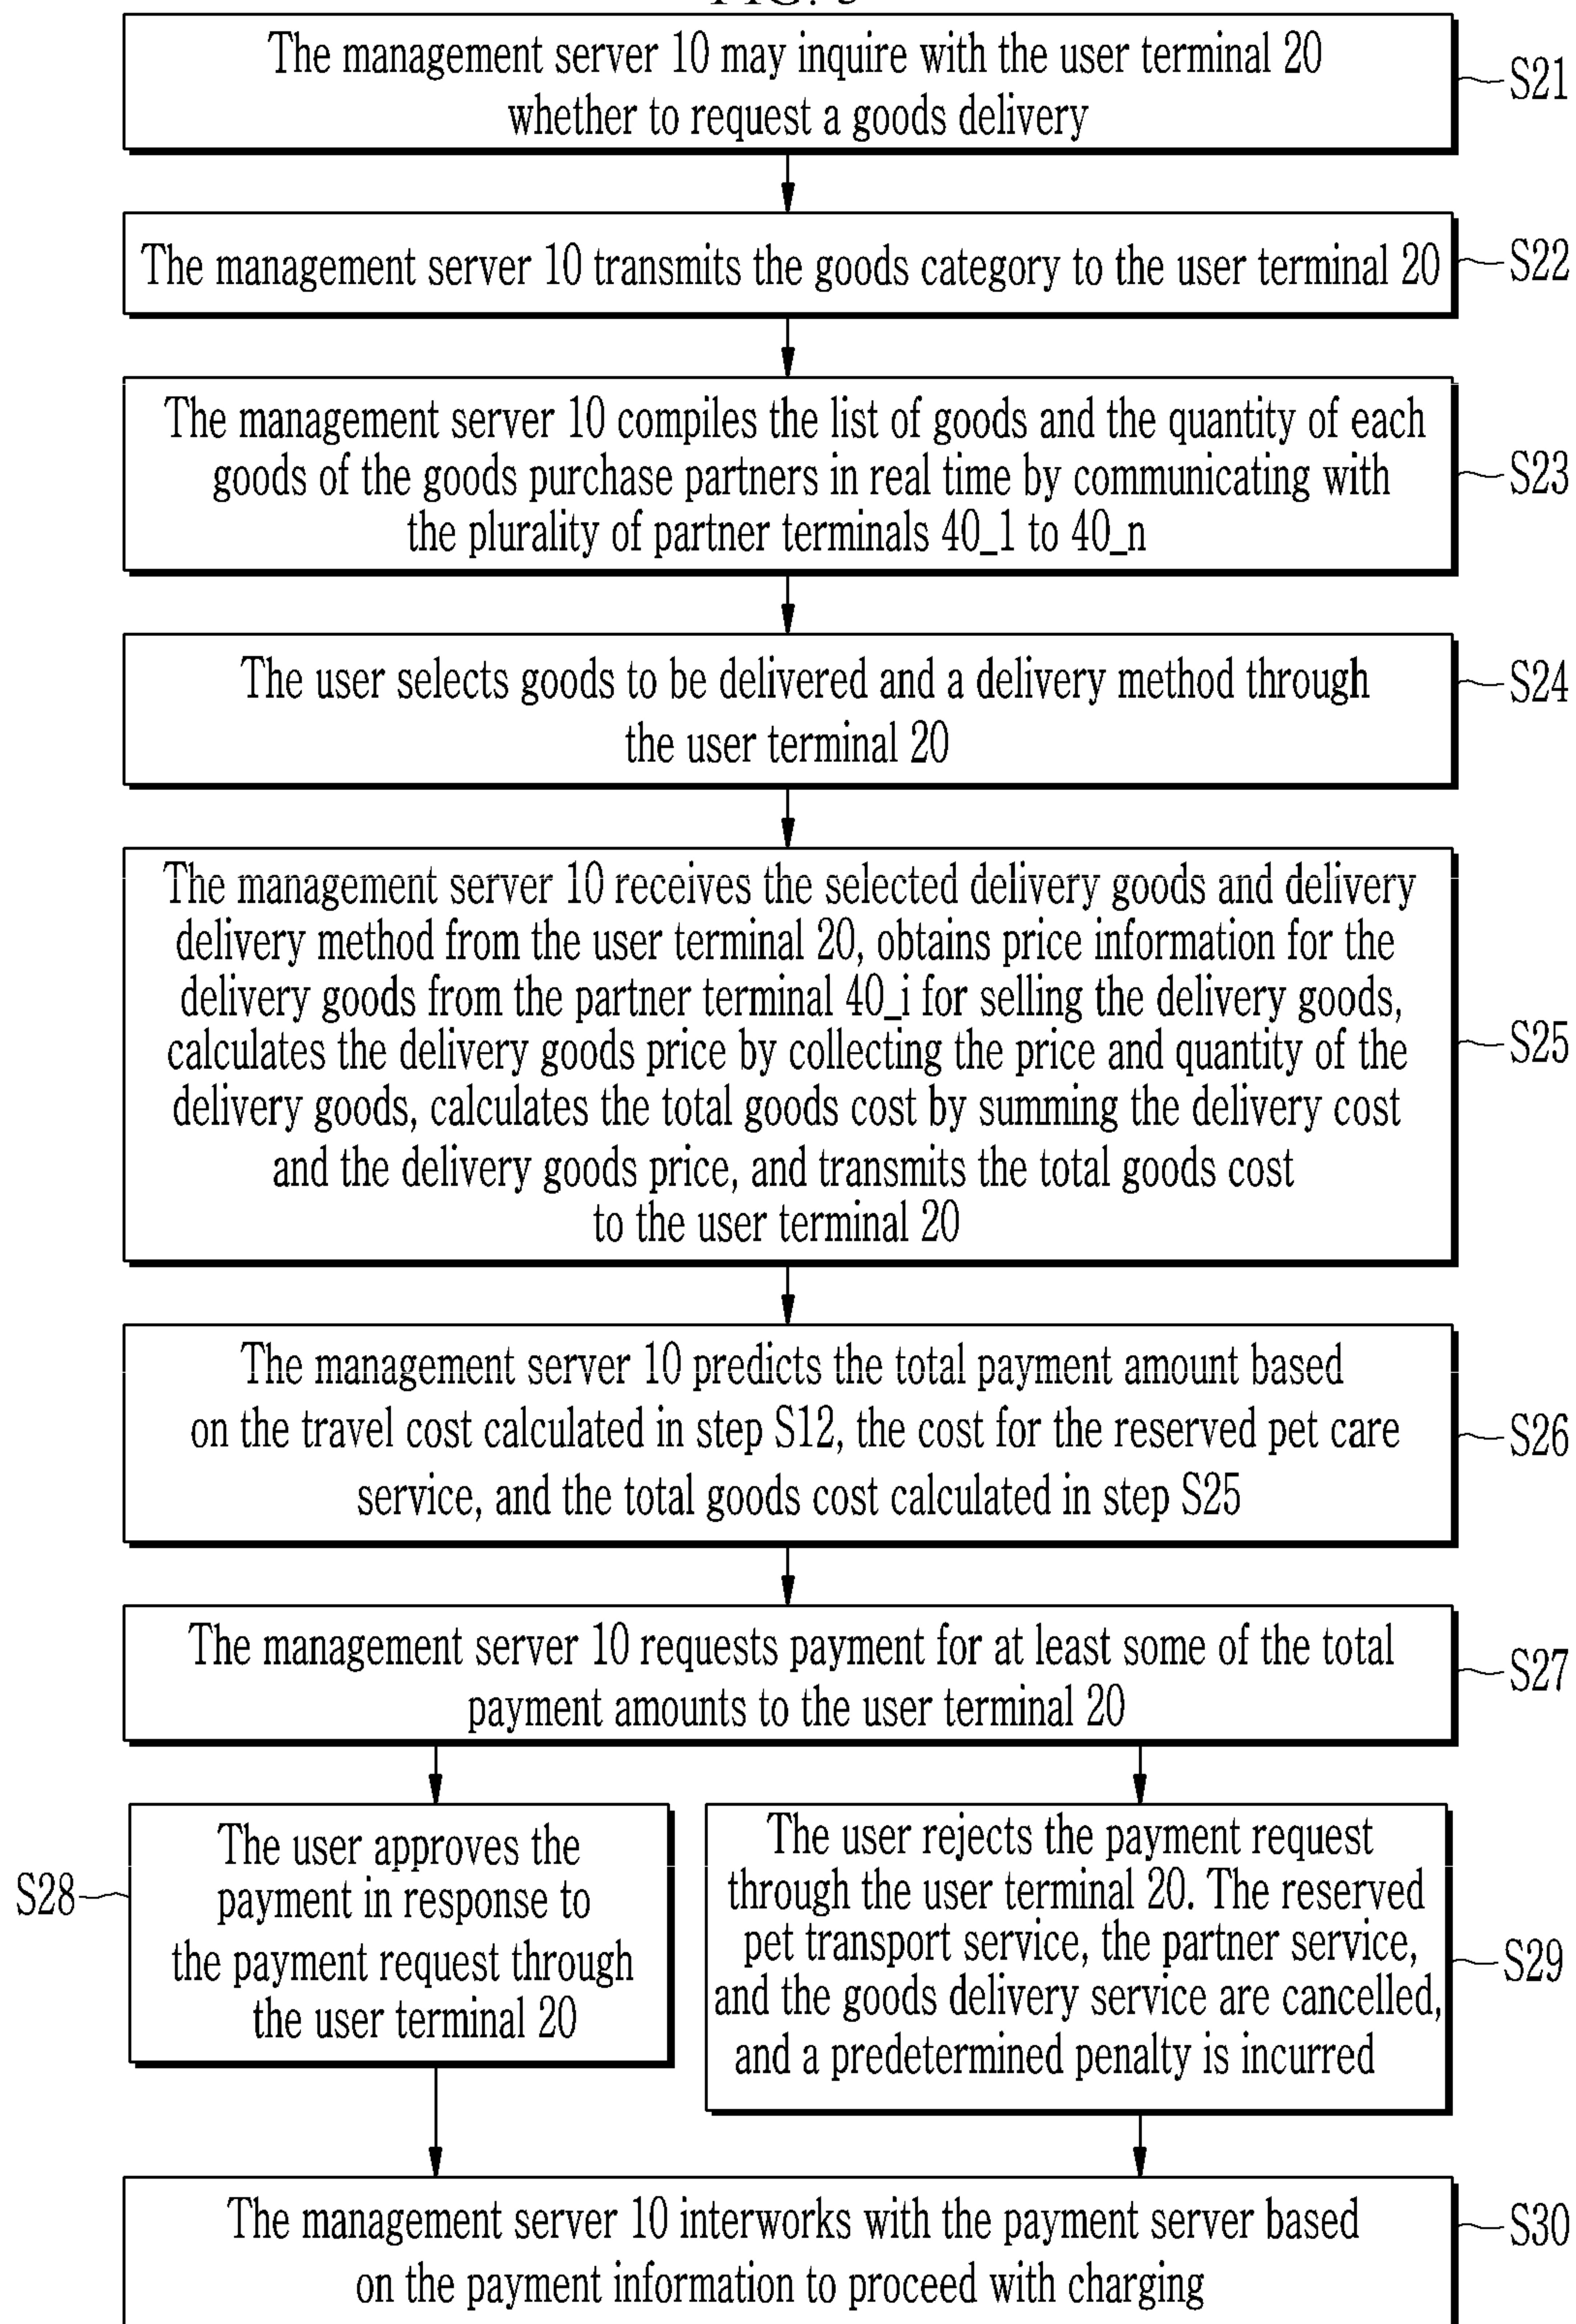 The management server 10 may inquire with the user terminal 20
whether to request a goods delivery
S21
The management server 10 transmits the goods category to the user terminal 20
S22
The management server 10 compiles the list of goods and the quantity of each
goods of the goods purchase partners in real time by communicating with
the plurality of partner terminals 40_1 to 40_n
S23
The user selects goods to be delivered and a delivery method through
the user terminal 20
S24
The management server 10 receives the selected delivery goods and delivery
delivery method from the user terminal 20, obtains price information for the
delivery goods from the partner terminal 40_i for selling the delivery goods,
calculates the delivery goods price by collecting the price and quantity of the
delivery goods, calculates the total goods cost by summing the delivery cost
and the delivery goods price, and transmits the total goods cost
to the user terminal 20
S25
The management server 10 predicts the total payment amount based
on the travel cost calculated in step S12, the cost for the reserved pet care
service, and the total goods cost calculated in step S25
S26
The management server 10 requests payment for at least some of the total
payment amounts to the user terminal 20
S27
S28
The user approves the
payment in response to
the payment request through
the user terminal 20
The user rejects the payment request
through the user terminal 20. The reserved
pet transport service, the partner service,
and the goods delivery service are cancelled,
and a predetermined penalty is incurred
S29
The management server 10 interworks with the payment server based
on the payment information to proceed with charging
S30